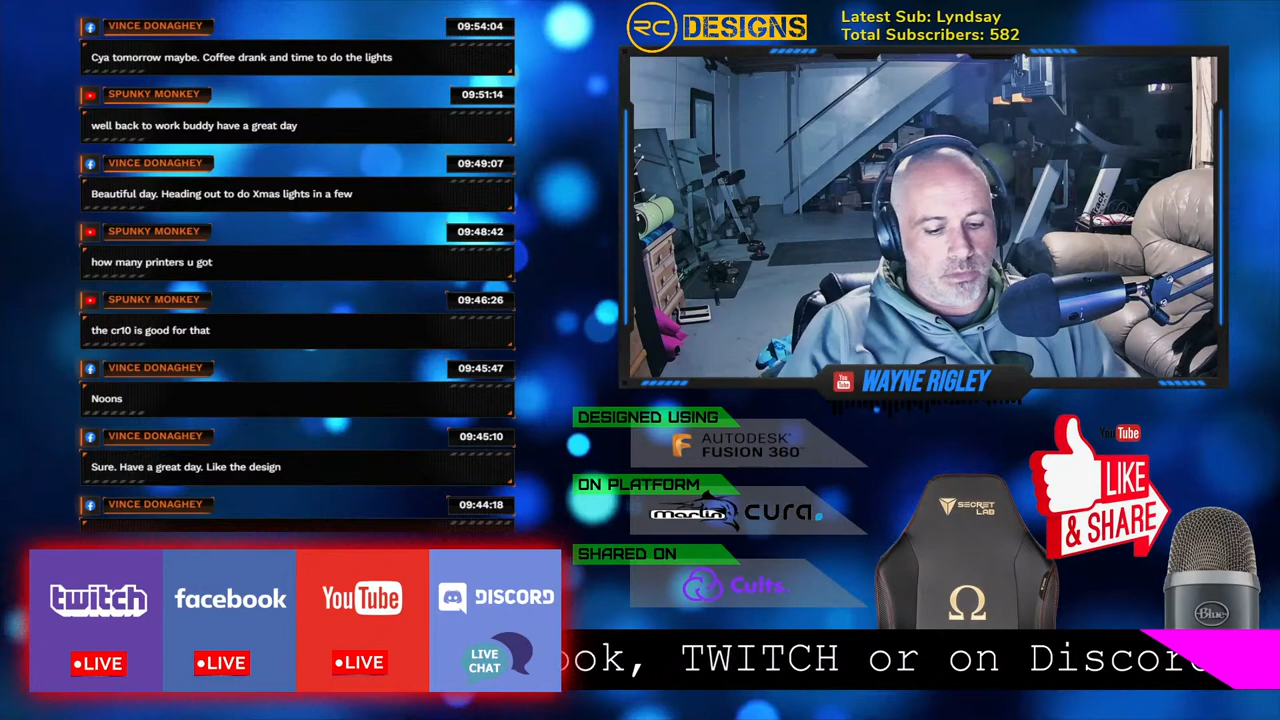 VINCE DONAGHEY 09:54:04
Cya tomorrow maybe. Coffee drank and time to do the lights
SPUNKY MONKEY 09:51:14
well back to work buddy have a great day
VINCE DONAGHEY 09:49:07
Beautiful day. Heading out to do Xmas lights in a few
SPUNKY MONKEY 09:48:42
how many printers u got
SPUNKY MONKEY 09:46:26
the cr10 is good for that
VINCE DONAGHEY 09:45:47
Noons
VINCE DONAGHEY 09:45:10
Sure. Have a great day. Like the design
VINCE DONAGHEY 09:44:18
twitch
LIVE
facebook
LIVE
YouTube
LIVE
DISCORD
LIVE
CHAT
RC DESIGNS
Latest Sub: Lyndsay
Total Subscribers: 582
You
Tube
WAYNE RIGLEY
DESIGNED USING
AUTODESK
FUSION 360
ON PLATFORM
marlin cura.
SHARED ON
Cults.
SECRET
LAB
Ω
YouTube
LIKE
& SHARE
Blue
ook, TWITCH or on Discord